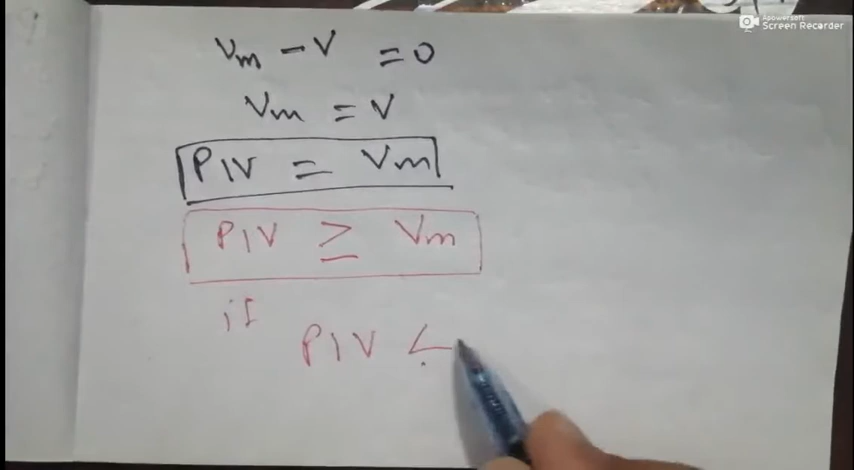 Apowersoft
Screen Recorder
Vm - V = 0
Vm = V
PIV = Vm
PIV ≥ Vm
if
PIV <